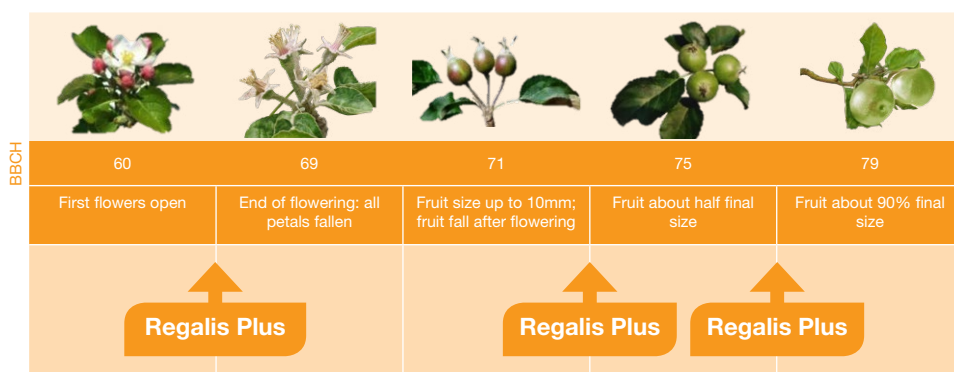 BBCH
60 69 71 75 79
First flowers open
End of flowering: all
petals fallen
Fruit size up to 10mm;
fruit fall after flowering
Fruit about half final
size
Fruit about 90% final
size
Regalis Plus Regalis Plus Regalis Plus